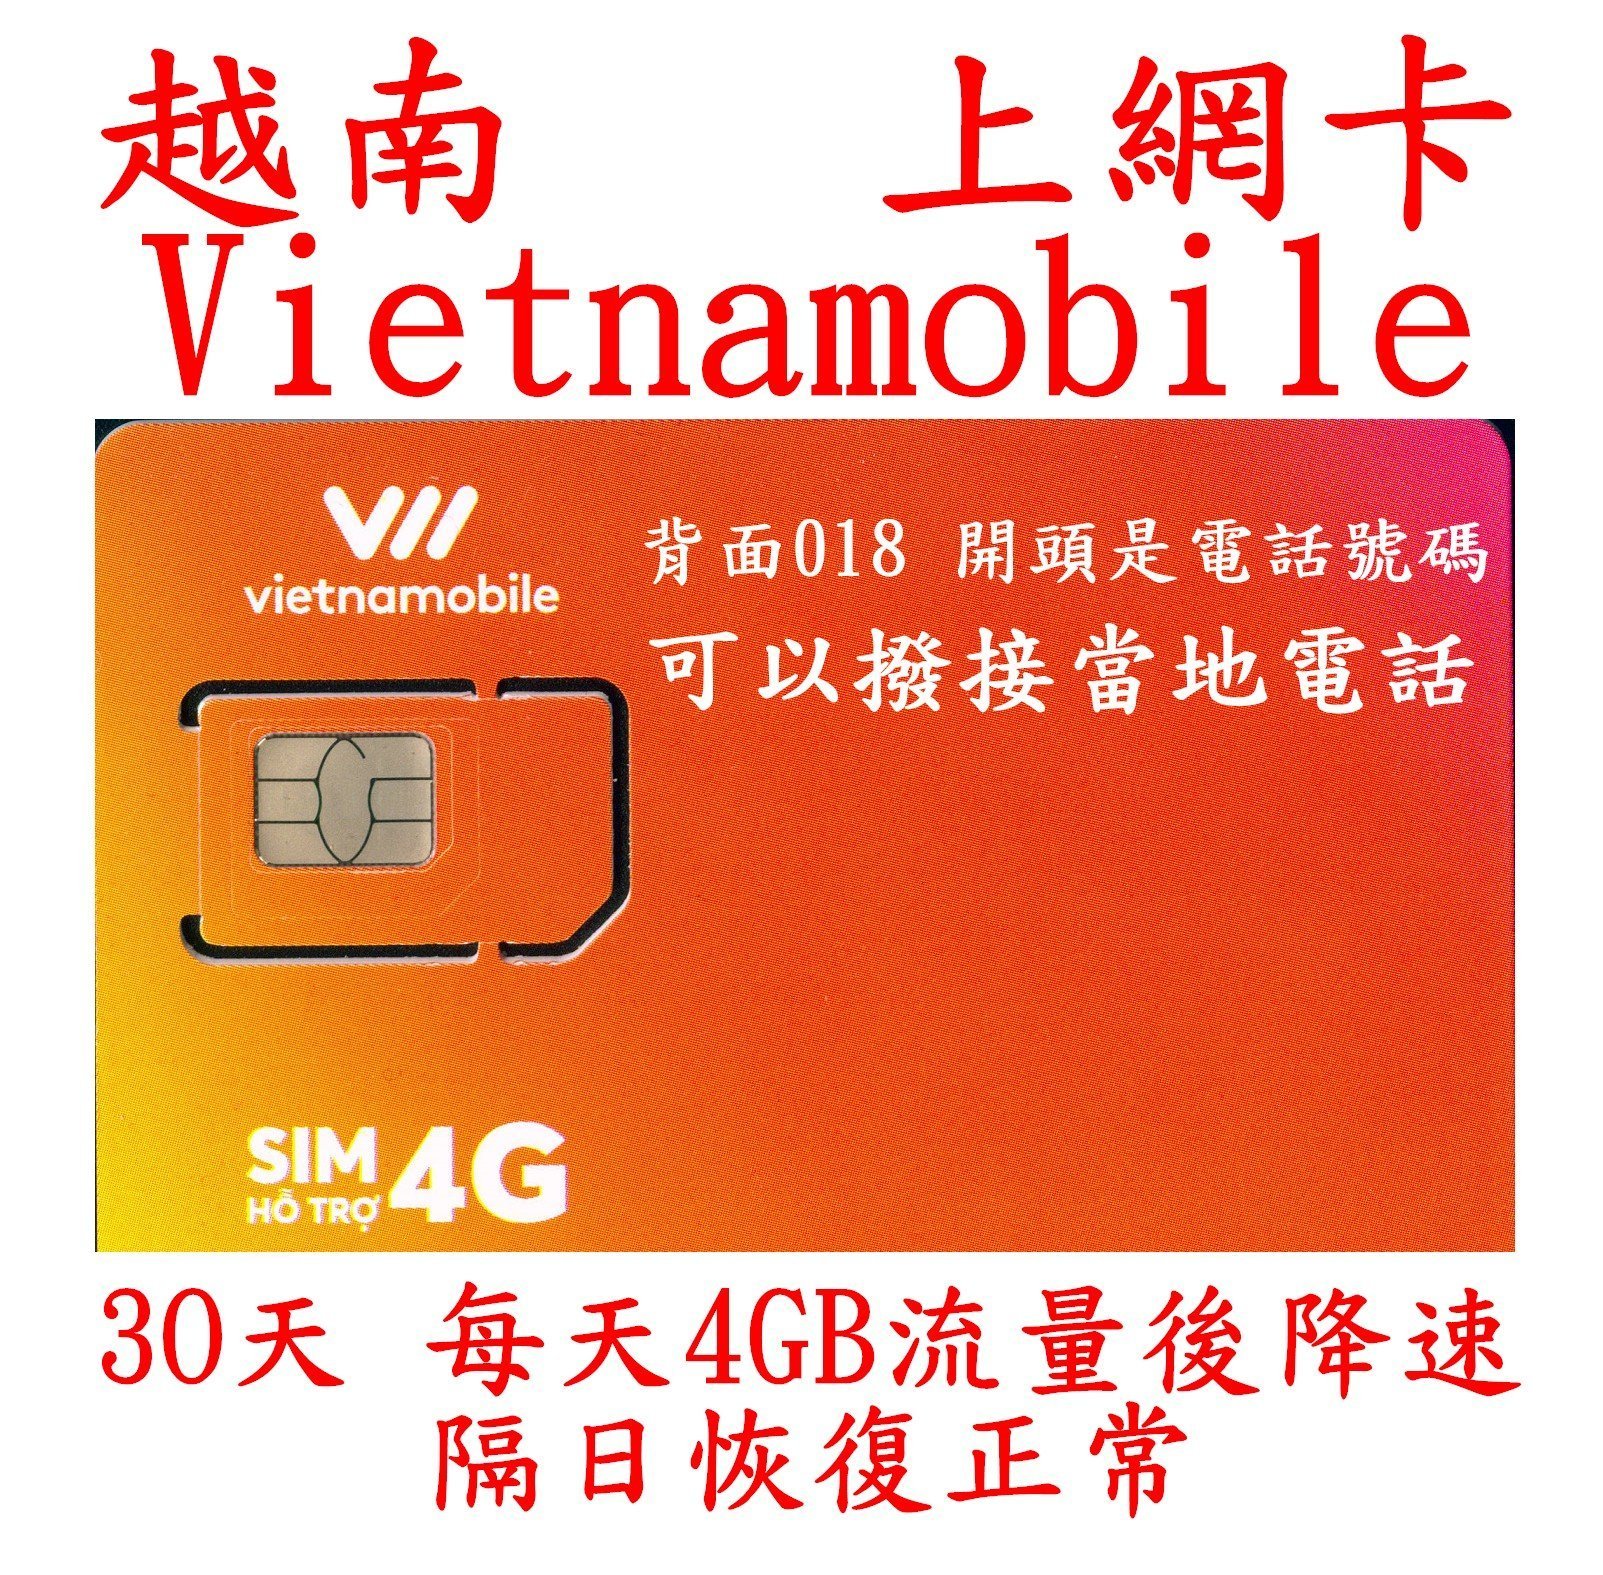 越南 上網卡
Vietnamobile
vietnamobile
背面018 開頭是電話號碼
可以撥接當地電話
SIM
HỖ TRỢ 4G
30天 每天4GB流量後降速
隔日恢復正常